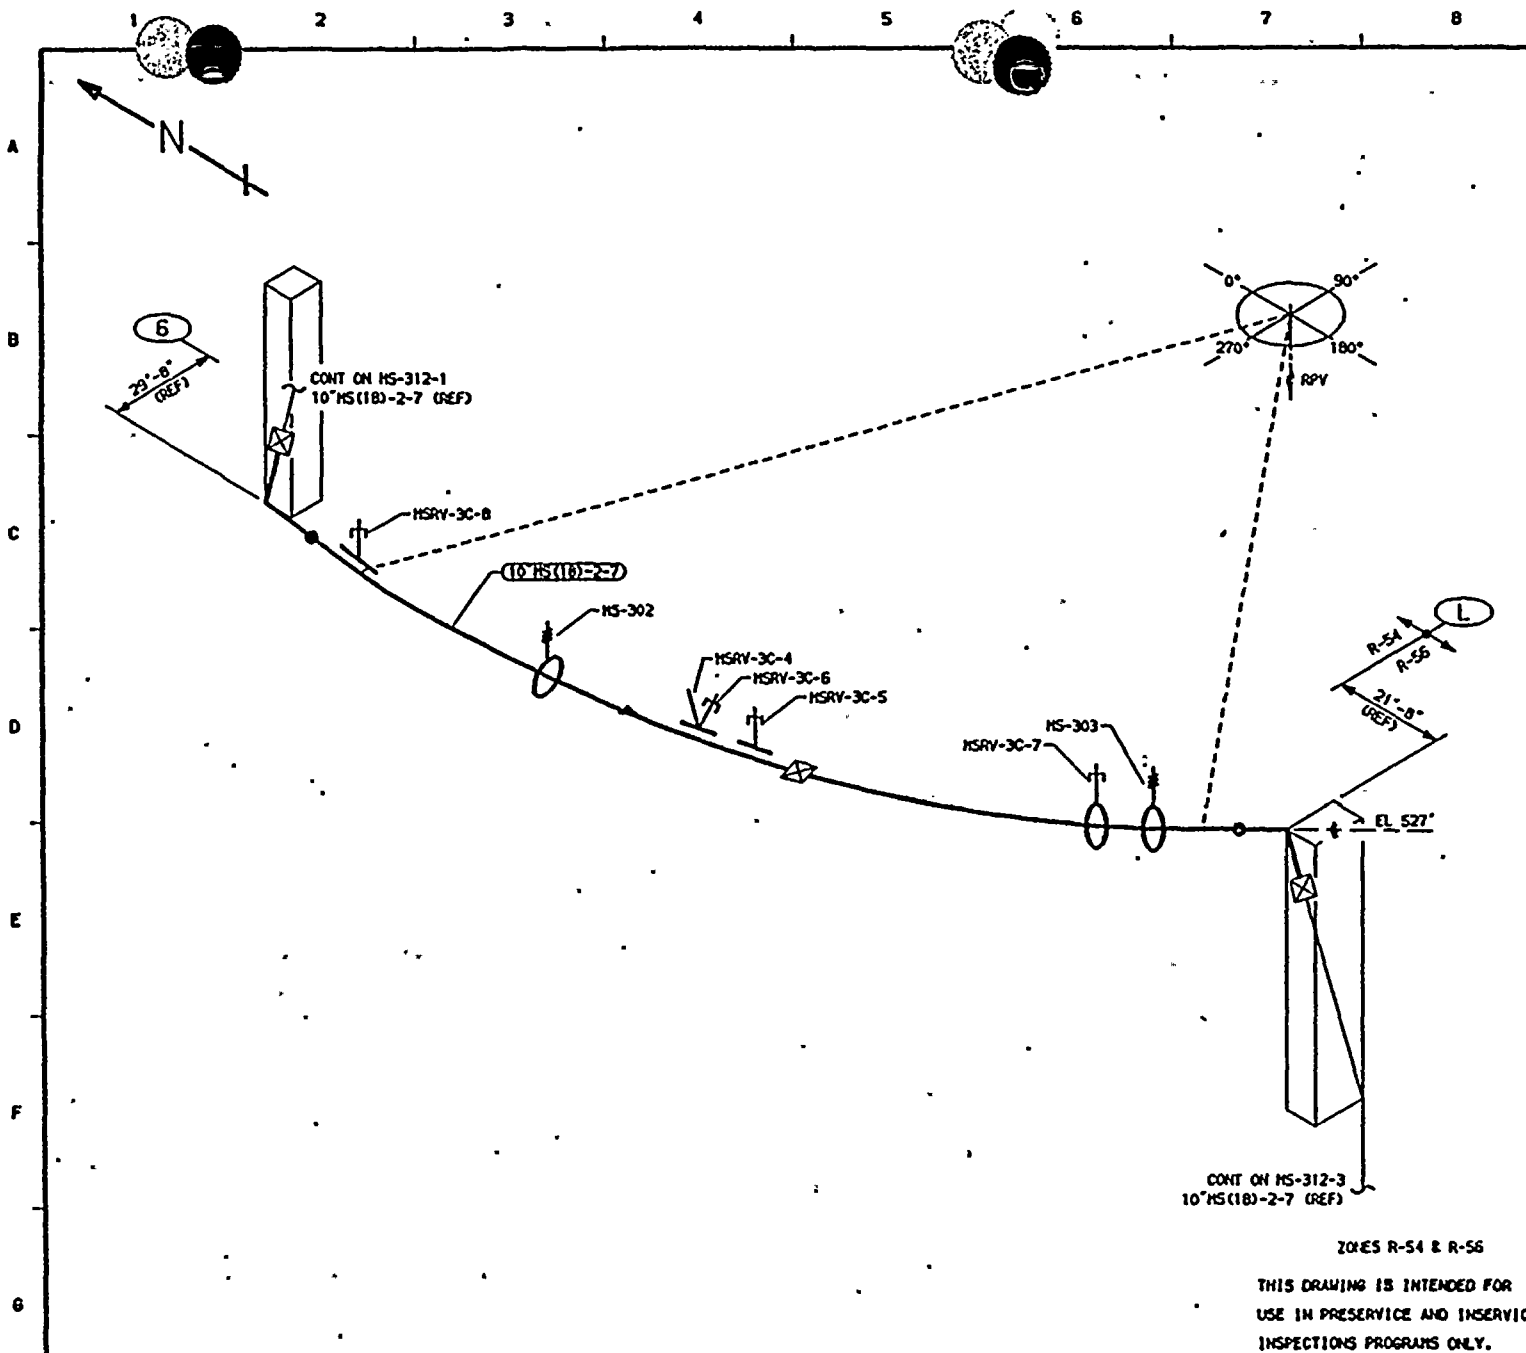 1 2 3 4 5 6 7 8
A
N
B
6
29'-8"
(REF)
CONT ON MS-312-1
10"MS(18)-2-7 (REF)
0°
90°
270°
180°
RPV
C
MSRV-3C-8
10"MS(18)-2-7
MS-302
L
R-54
R-56
21'-8"
(REF)
D
MSRV-3C-4
MSRV-3C-6
MSRV-3C-5
MS-303
MSRV-3C-7
EL 527'
E
F
CONT ON MS-312-3
10"MS(18)-2-7 (REF)
ZONES R-54 & R-56
G
THIS DRAWING IS INTENDED FOR
USE IN PRESERVICE AND INSERVIC
INSPECTIONS PROGRAMS ONLY.